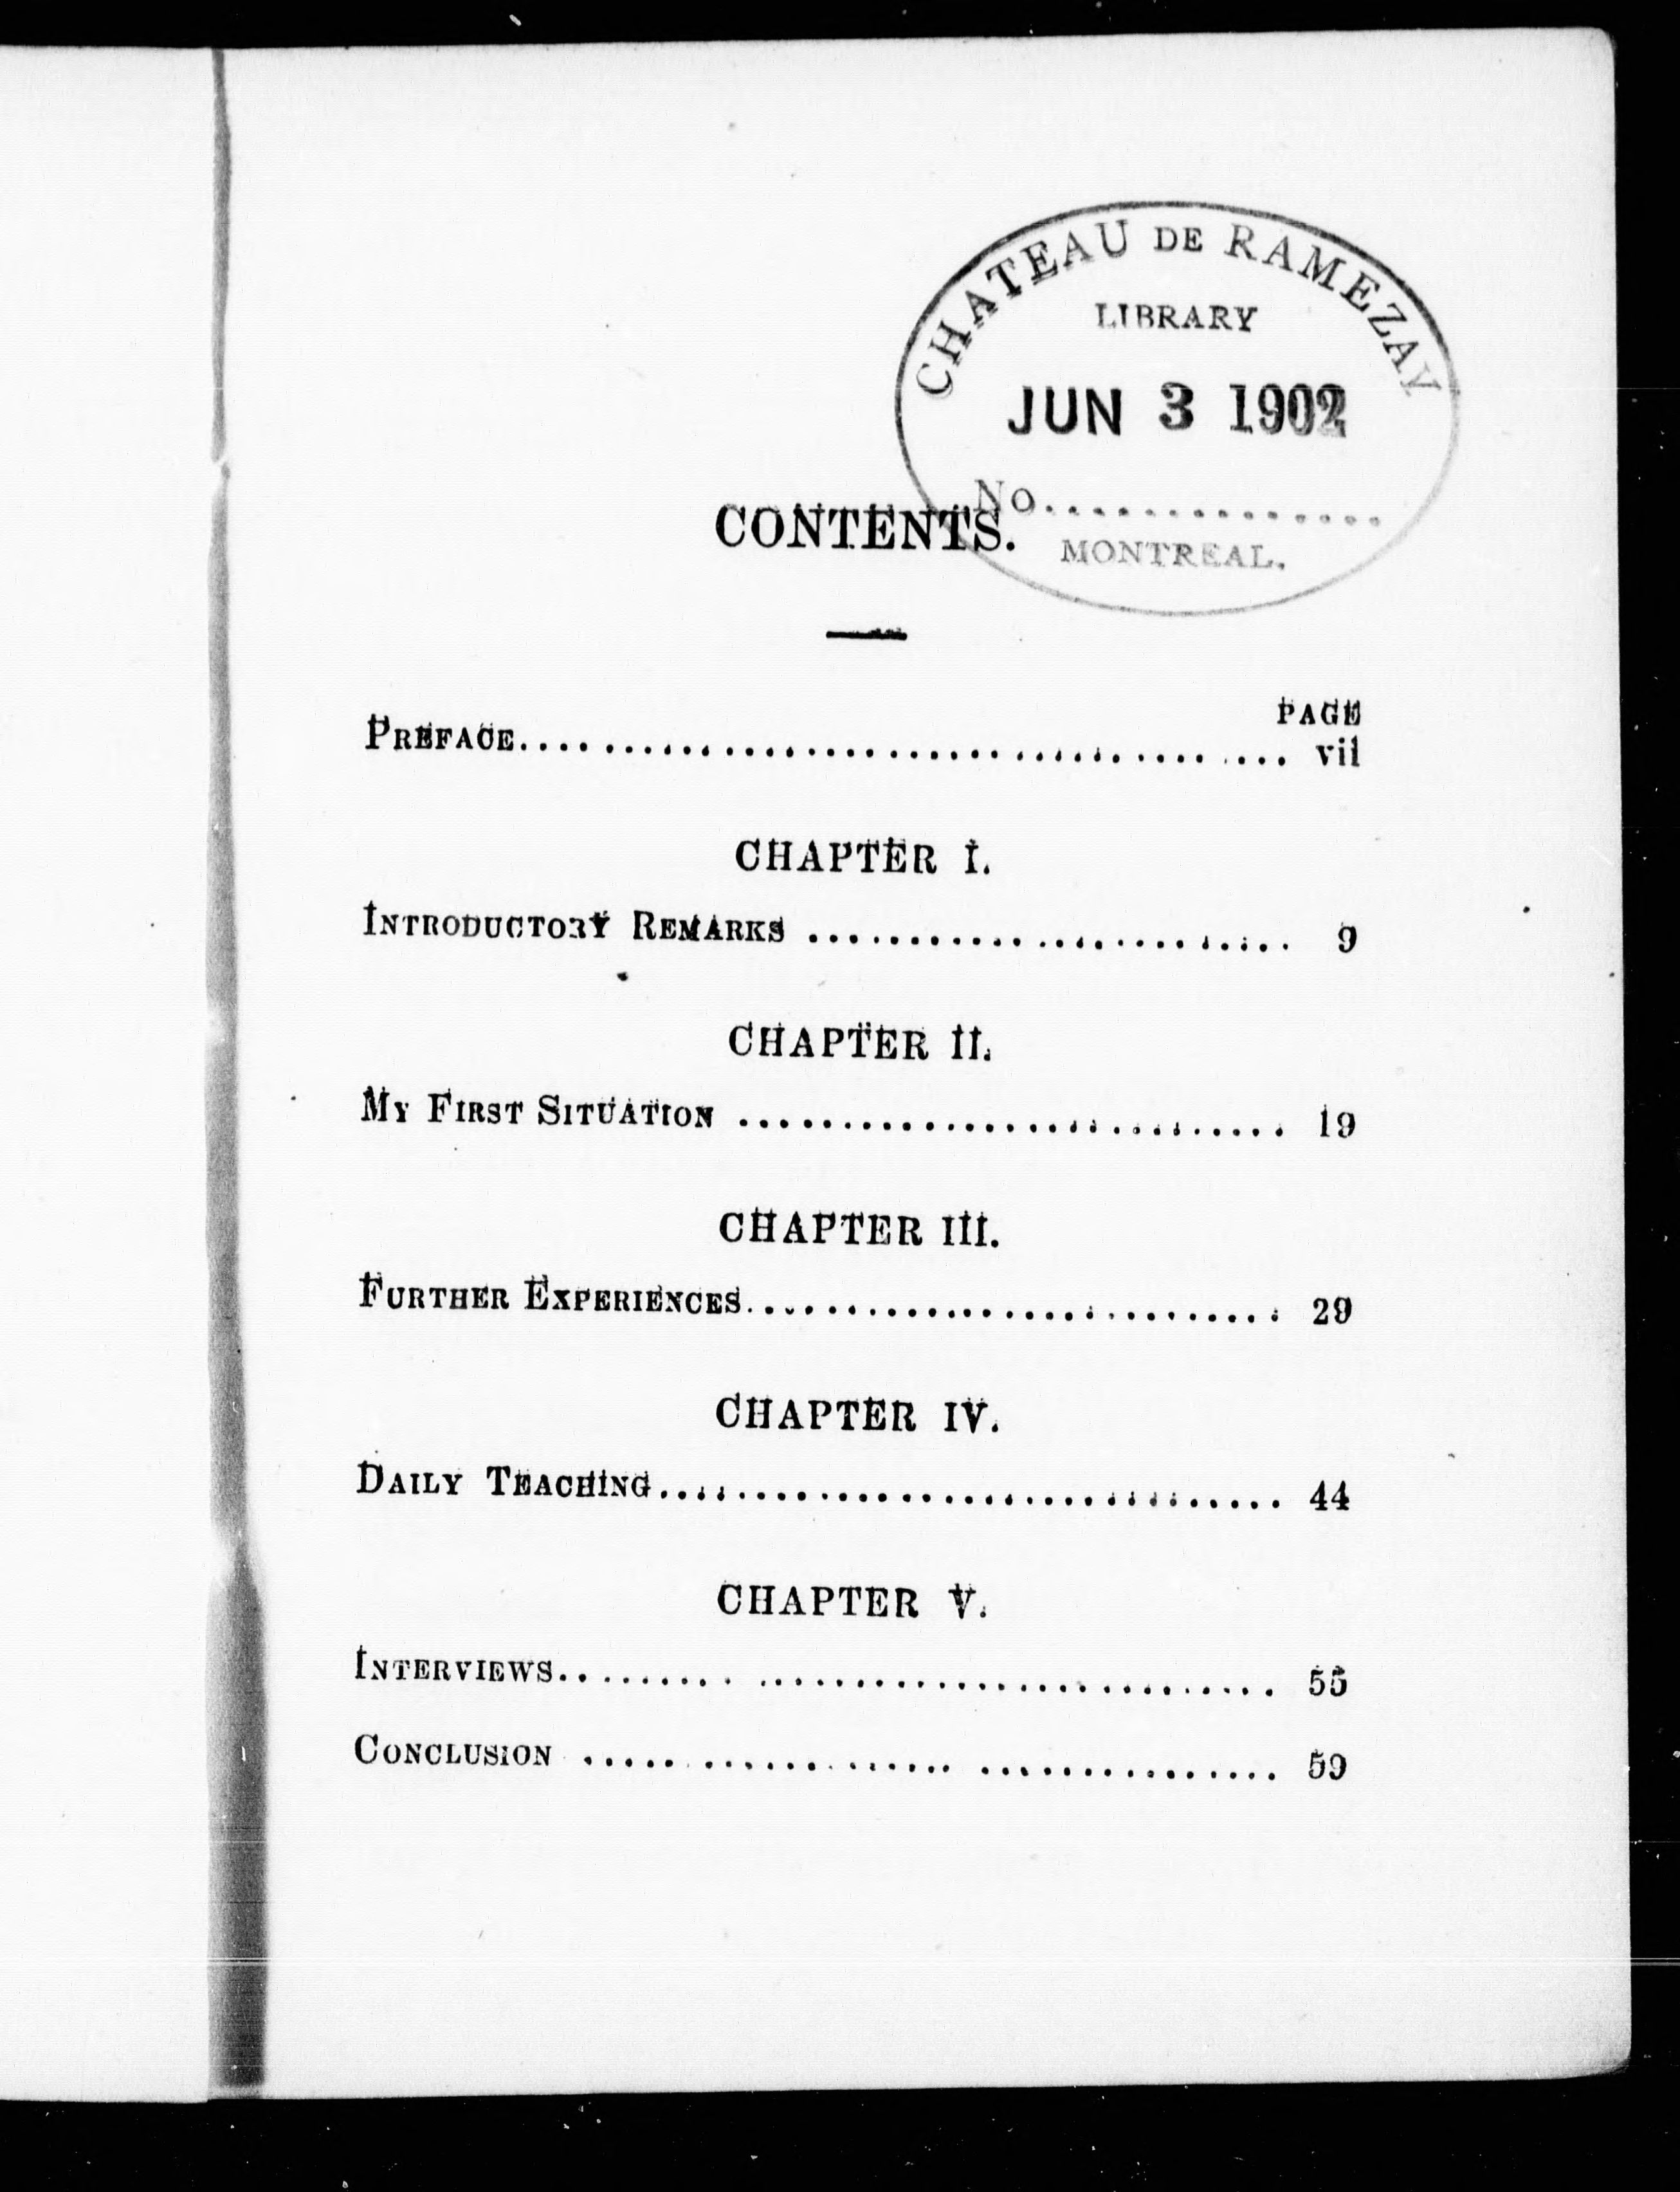 CHATEAU DE RAMEZAY
LIBRARY
JUN 3 1902
No................
MONTREAL.
CONTENTS.
PAGE
PREFACE........................................ vii
CHAPTER I.
INTRODUCTORY REMARKS ........................ 9
CHAPTER II.
MY FIRST SITUATION ........................... 19
CHAPTER III.
FURTHER EXPERIENCES........................... 29
CHAPTER IV.
DAILY TEACHING............................... 44
CHAPTER V.
INTERVIEWS................................... 55
CONCLUSION .................................. 59